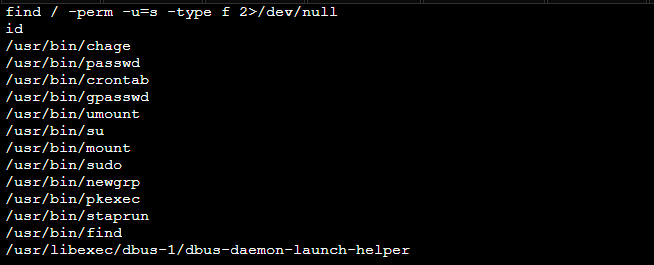 find / -perm -u=s -type f 2>/dev/null
id
/usr/bin/chage
/usr/bin/passwd
/usr/bin/crontab
/usr/bin/gpasswd
/usr/bin/umount
/usr/bin/su
/usr/bin/mount
/usr/bin/sudo
/usr/bin/newgrp
/usr/bin/pkexec
/usr/bin/staprun
/usr/bin/find
/usr/libexec/dbus-1/dbus-daemon-launch-helper